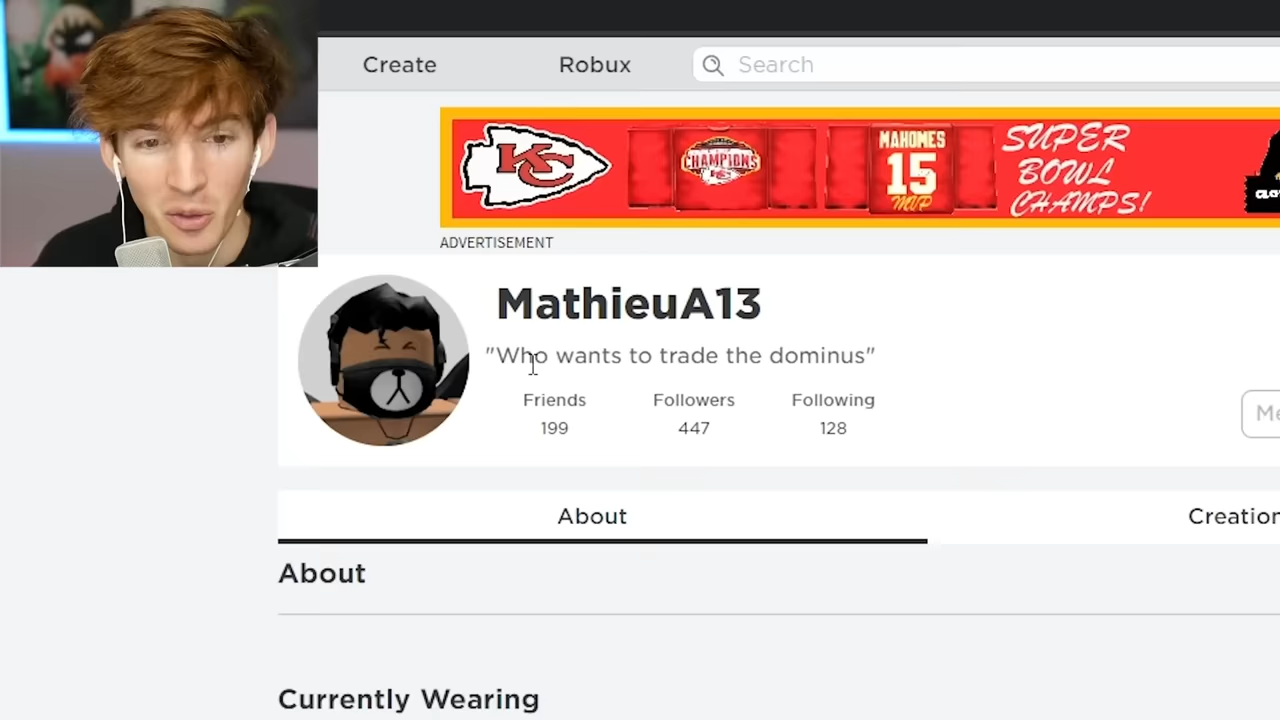 Create
Robux
Search
KC
CHAMPIONS
MAHOMES
15
MVP
SUPER
BOWL
CHAMPS!
ADVERTISEMENT
MathieuA13
"Who wants to trade the dominus"
Friends
Followers
Following
199
447
128
Me
About
Creation
About
Currently Wearing